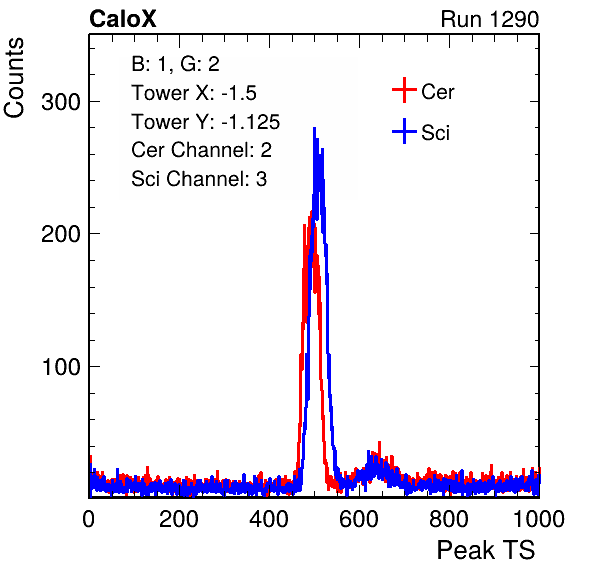 CaloX Run 1290
Counts
B: 1, G: 2
Tower X: -1.5
Tower Y: -1.125
Cer Channel: 2
Sci Channel: 3
Cer
Sci
300
200
100
0 200 400 600 800 1000
Peak TS